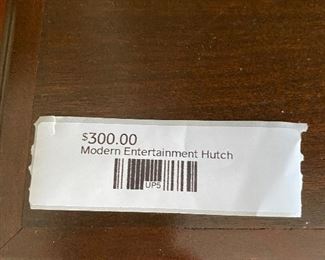 $300.00
Modern Entertainment Hutch
UP5